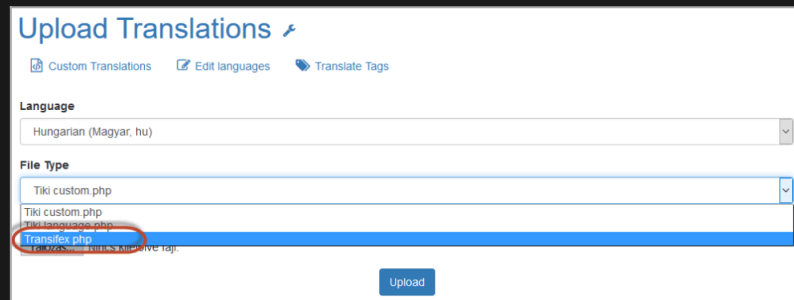 Upload Translations
Custom Translations Edit languages Translate Tags
Language
Hungarian (Magyar, hu)
File Type
Tiki custom.php
Tiki custom.php
Tiki language.php
Transifex php
Upload